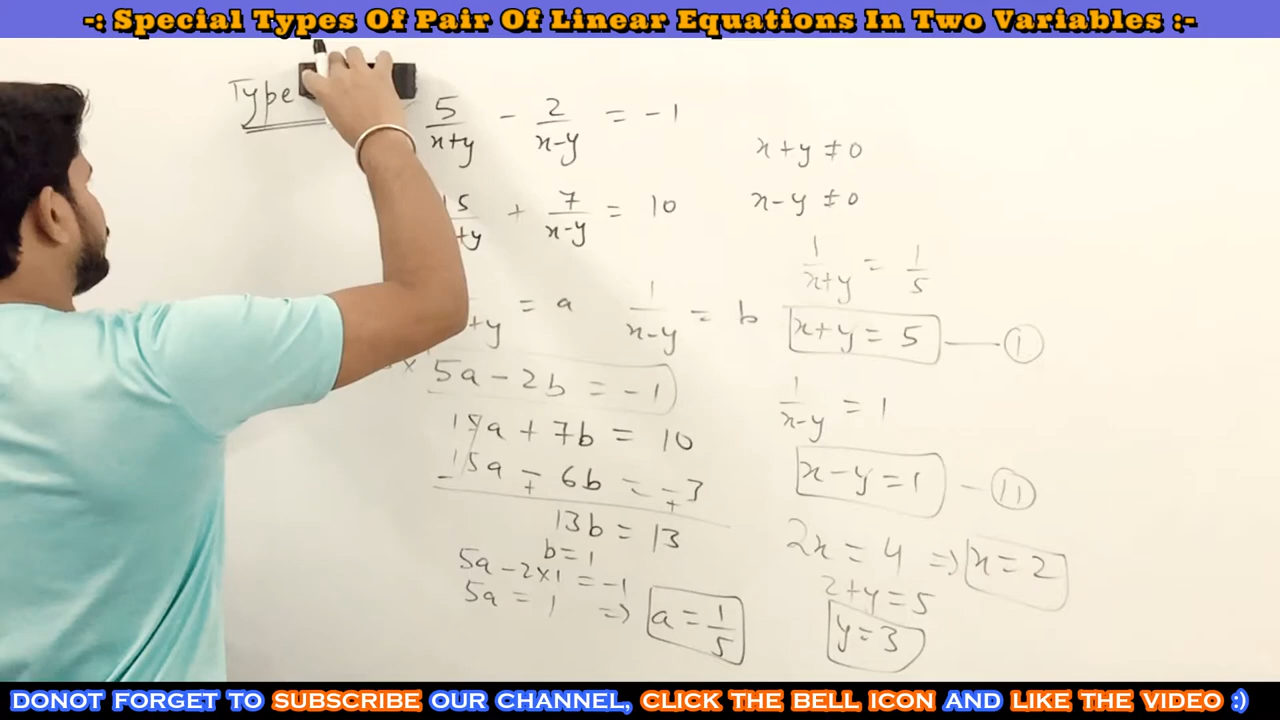 -: Special Types Of Pair Of Linear Equations In Two Variables :-
Type
5/(x+y) - 2/(x-y) = -1
15/(x+y) + 7/(x-y) = 10
x+y ≠ 0
x-y ≠ 0
+y = a 1/(x-y) = b
× 5a - 2b = -1
15a + 7b = 10
-15a ∓ 6b = ∓3
13b = 13
b = 1
5a - 2×1 = -1
5a = 1 => a = 1/5
1/(x+y) = 1/5
x+y = 5 — (I)
1/(x-y) = 1
x-y = 1 - (II)
2x = 4 => x = 2
2+y = 5
y = 3
DONOT FORGET TO SUBSCRIBE OUR CHANNEL, CLICK THE BELL ICON AND LIKE THE VIDEO :)